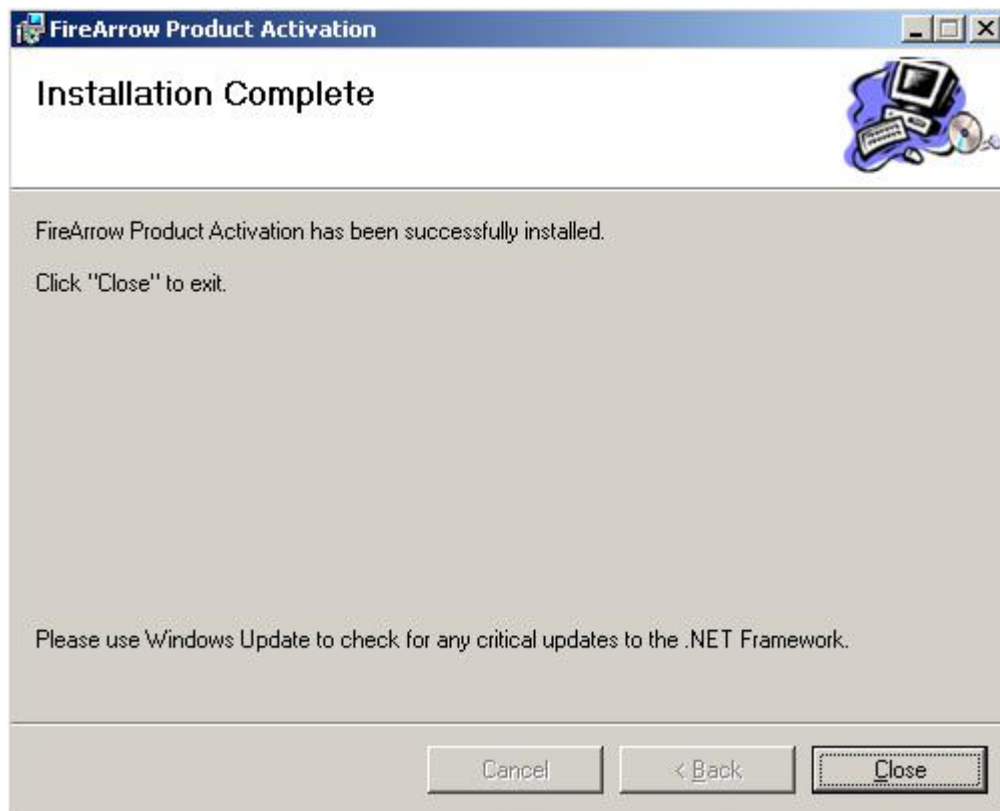 FireArrow Product Activation
Installation Complete
FireArrow Product Activation has been successfully installed.
Click "Close" to exit.
Please use Windows Update to check for any critical updates to the .NET Framework.
Cancel
< Back
Close